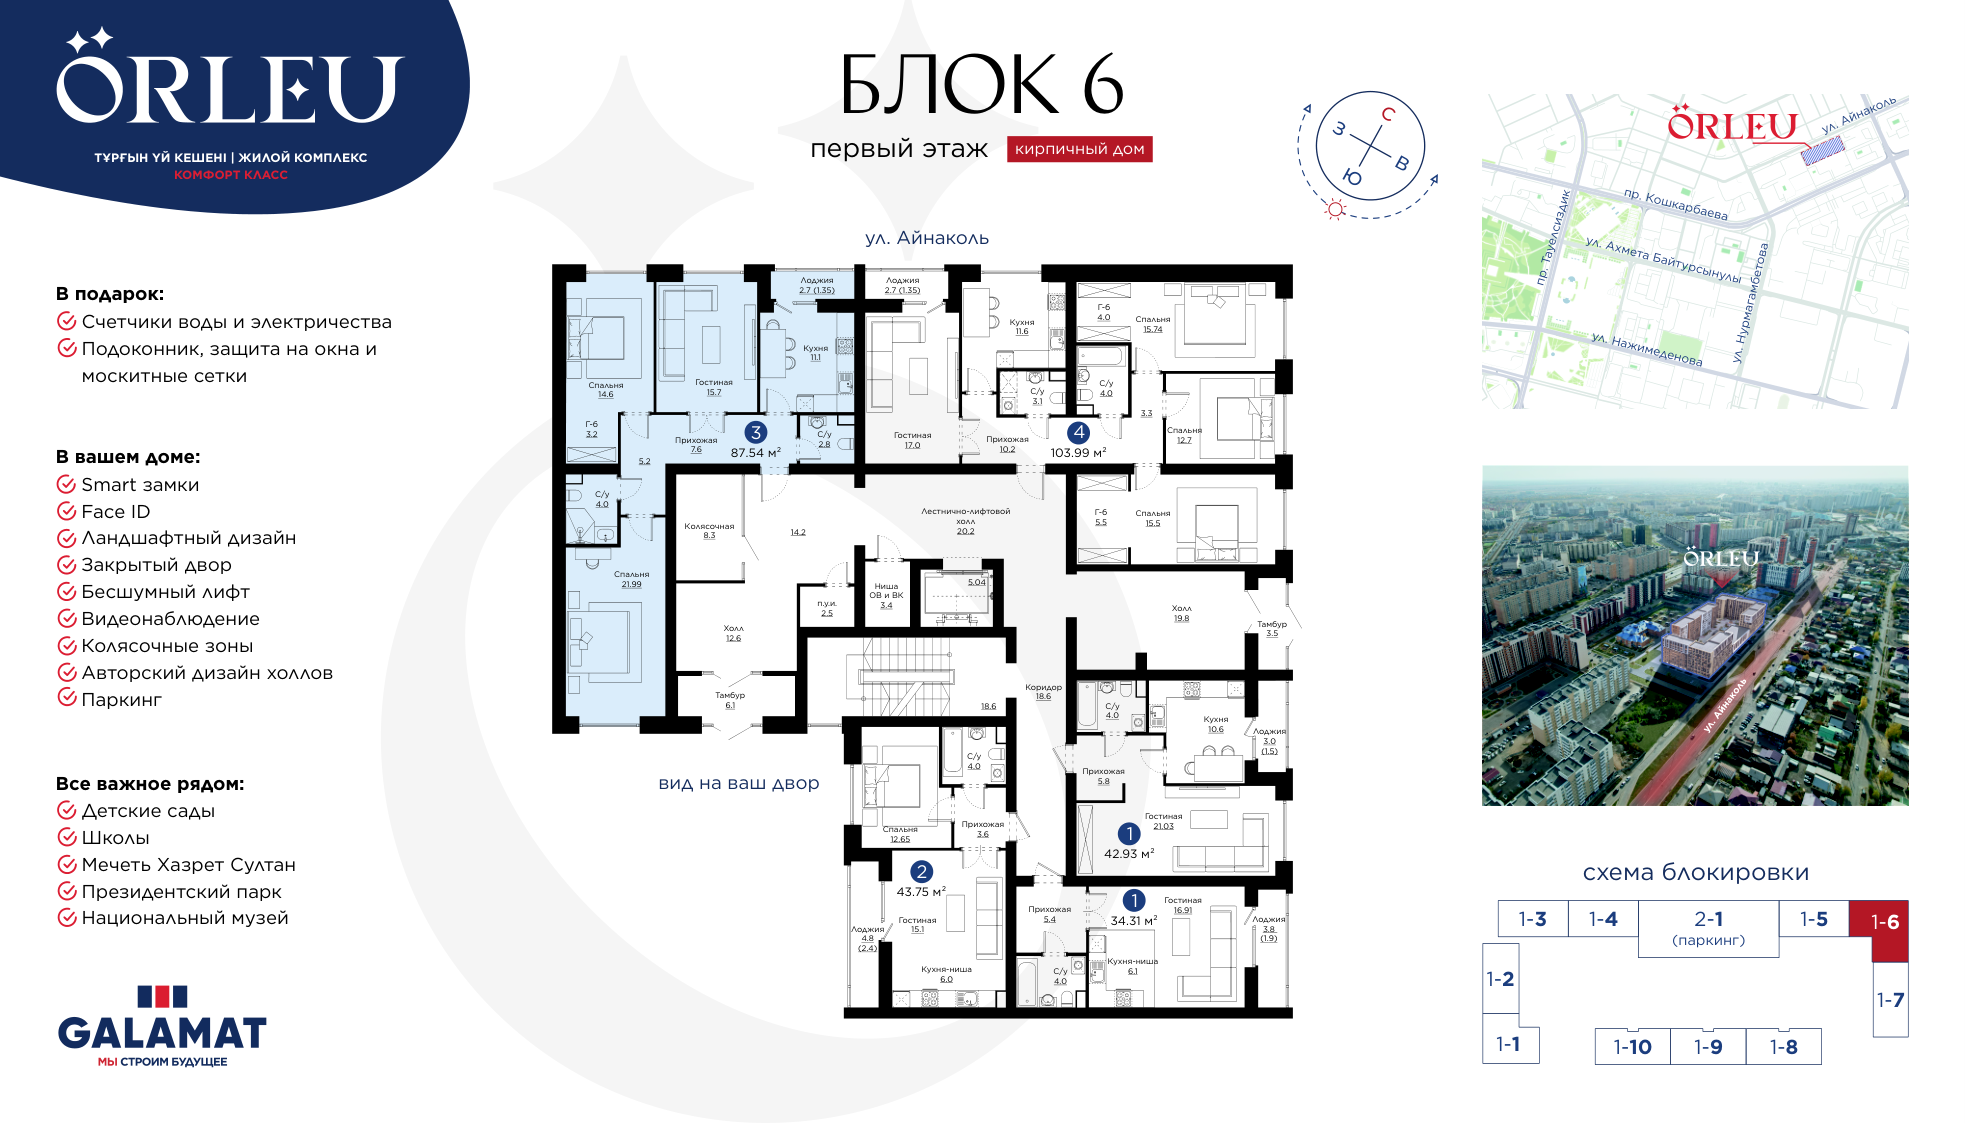 ÖRLEU
ТҰРҒЫН ҮЙ КЕШЕНІ | ЖИЛОЙ КОМПЛЕКС
КОМФОРТ КЛАСС
БЛОК 6
первый этаж
кирпичный дом
С
З
В
Ю
ÖRLEU
ул. Айнаколь
пр. Кошкарбаева
пр. Тауелсиздик
ул. Ахмета Байтурсынулы
ул. Нурмагамбетова
ул. Нажимеденова
В подарок:
Счетчики воды и электричества
Подоконник, защита на окна и
москитные сетки
В вашем доме:
Smart замки
Face ID
Ландшафтный дизайн
Закрытый двор
Бесшумный лифт
Видеонаблюдение
Колясочные зоны
Авторский дизайн холлов
Паркинг
Все важное рядом:
Детские сады
Школы
Мечеть Хазрет Султан
Президентский парк
Национальный музей
GALAMAT
МЫ СТРОИМ БУДУЩЕЕ
ул. Айнаколь
Лоджия
2.7 (1.35)
Спальня
14.6
Гостиная
15.7
Кухня
11.1
Г-б
3.2
Прихожая
7.6
3
87.54 м²
С/у
2.8
5.2
С/у
4.0
Спальня
21.99
Лоджия
2.7 (1.35)
Кухня
11.6
Г-б
4.0
Спальня
15.74
С/у
3.1
С/у
4.0
3.3
Гостиная
17.0
Прихожая
10.2
4
103.99 м²
Спальня
12.7
Г-б
5.5
Спальня
15.5
Колясочная
8.3
14.2
Лестнично-лифтовой
холл
20.2
5.04
Ниша
ОВ и ВК
3.4
п.у.и.
2.5
Холл
12.6
Холл
19.8
Тамбур
3.5
Тамбур
6.1
18.6
Коридор
18.6
вид на ваш двор
С/у
4.0
Кухня
10.6
Лоджия
3.0
(1.5)
Прихожая
5.8
Гостиная
21.03
1
42.93 м²
С/у
4.0
Спальня
12.65
Прихожая
3.6
2
43.75 м²
Гостиная
15.1
Лоджия
4.8
(2.4)
Кухня-ниша
6.0
Прихожая
5.4
1
34.31 м²
Гостиная
16.91
Лоджия
3.8
(1.9)
Кухня-ниша
6.1
С/у
4.0
ÖRLEU
ул. Айнаколь
схема блокировки
1-3
1-4
2-1
(паркинг)
1-5
1-6
1-2
1-7
1-1
1-10
1-9
1-8